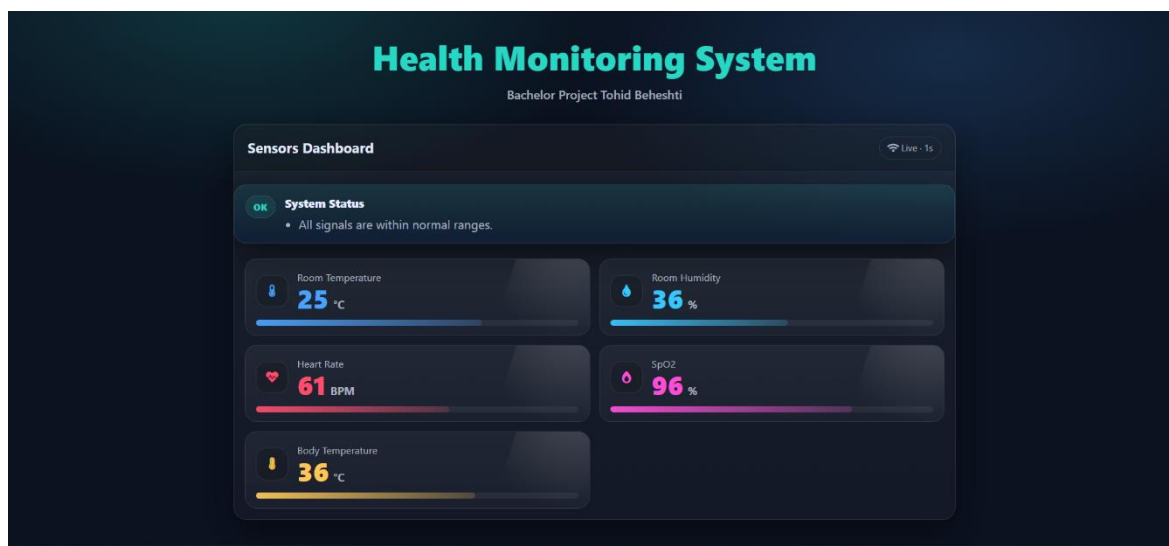 Health Monitoring System
Bachelor Project Tohid Beheshti
Sensors Dashboard
Live · 1s
OK
System Status
• All signals are within normal ranges.
Room Temperature
25 °C
Room Humidity
36 %
Heart Rate
61 BPM
SpO2
96 %
Body Temperature
36 °C